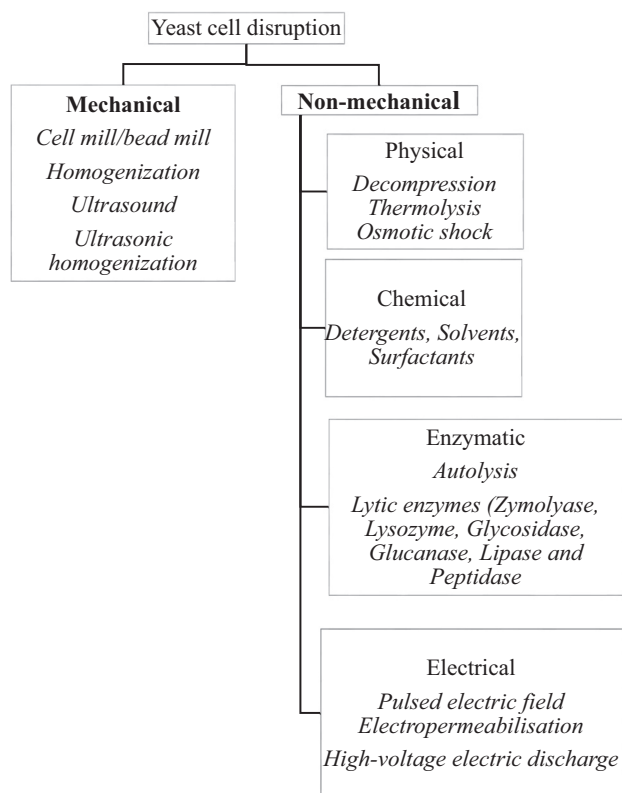 Yeast cell disruption
Mechanical
Cell mill/bead mill
Homogenization
Ultrasound
Ultrasonic
homogenization
Non-mechanical
Physical
Decompression
Thermolysis
Osmotic shock
Chemical
Detergents, Solvents,
Surfactants
Enzymatic
Autolysis
Lytic enzymes (Zymolyase,
Lysozyme, Glycosidase,
Glucanase, Lipase and
Peptidase
Electrical
Pulsed electric field
Electropermeabilisation
High-voltage electric discharge